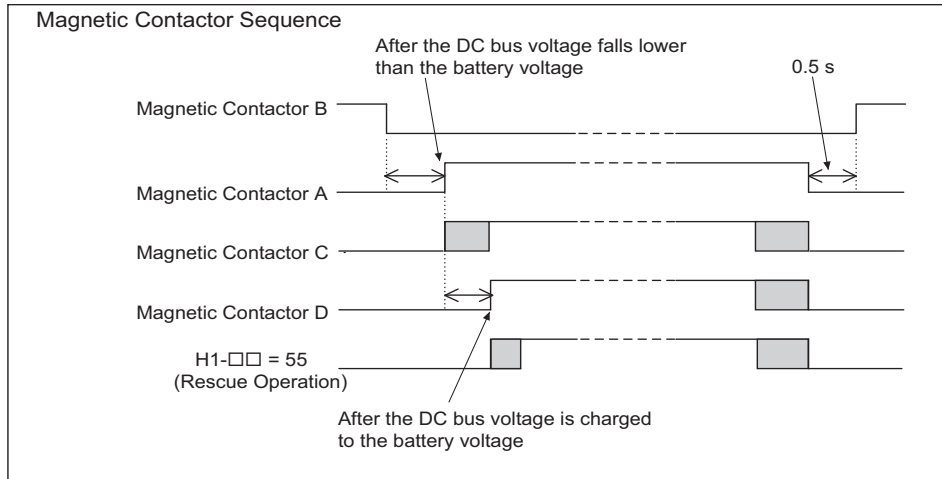 Magnetic Contactor Sequence
After the DC bus voltage falls lower
than the battery voltage
0.5 s
Magnetic Contactor B
Magnetic Contactor A
Magnetic Contactor C
Magnetic Contactor D
H1-□□ = 55
(Rescue Operation)
After the DC bus voltage is charged
to the battery voltage